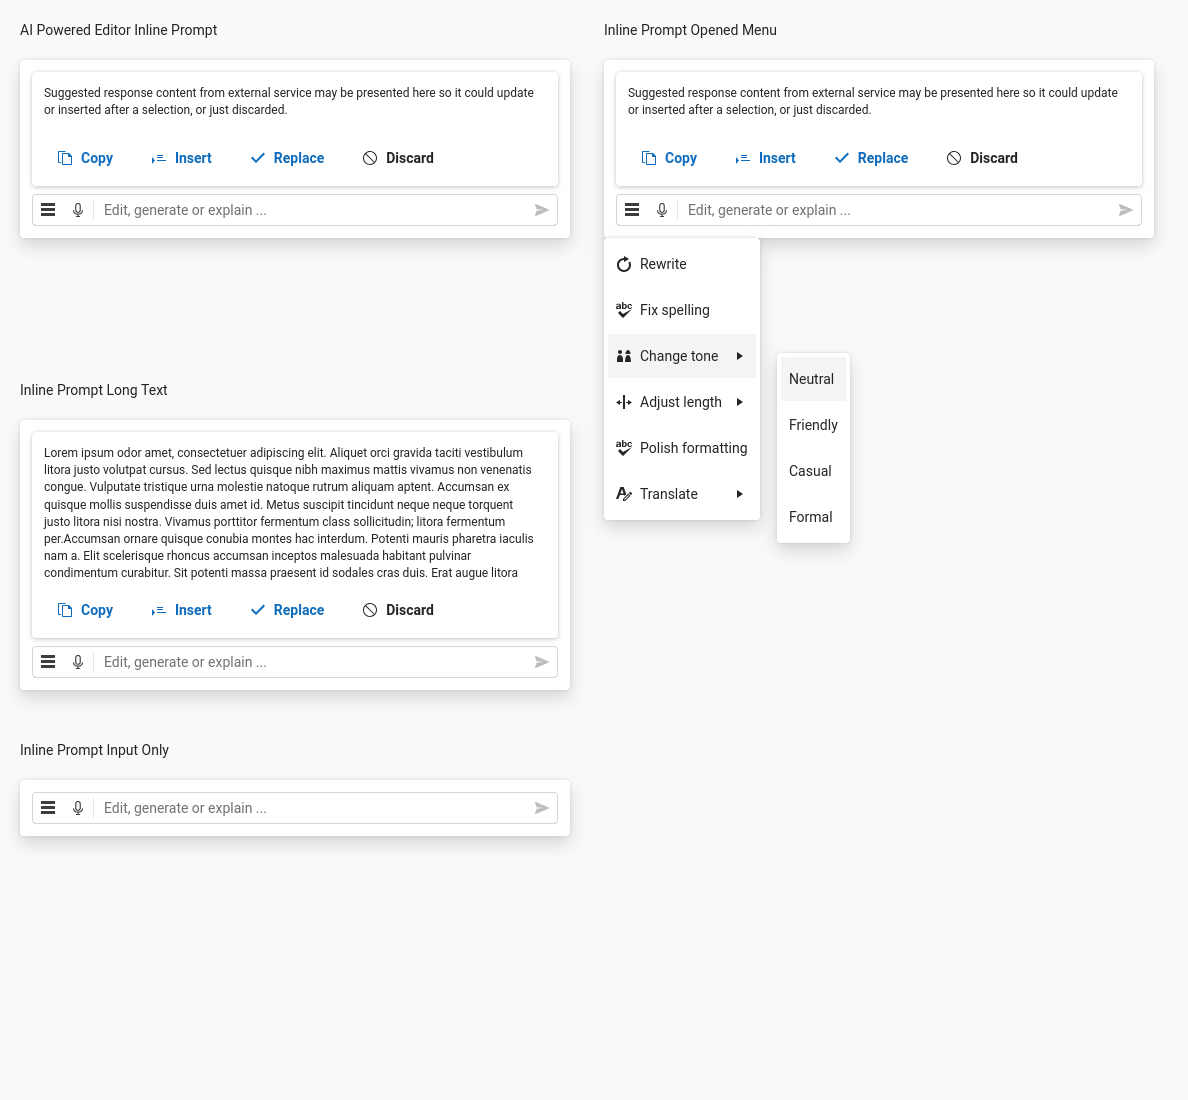 AI Powered Editor Inline Prompt
Suggested response content from external service may be presented here so it could update
or inserted after a selection, or just discarded.
Copy Insert Replace Discard
Edit, generate or explain ...
Inline Prompt Opened Menu
Suggested response content from external service may be presented here so it could update
or inserted after a selection, or just discarded.
Copy Insert Replace Discard
Edit, generate or explain ...
Rewrite
abc Fix spelling
Change tone
Adjust length
abc Polish formatting
Translate
Neutral
Friendly
Casual
Formal
Inline Prompt Long Text
Lorem ipsum odor amet, consectetuer adipiscing elit. Aliquet orci gravida taciti vestibulum
litora justo volutpat cursus. Sed lectus quisque nibh maximus mattis vivamus non venenatis
congue. Vulputate tristique urna molestie natoque rutrum aliquam aptent. Accumsan ex
quisque mollis suspendisse duis amet id. Metus suscipit tincidunt neque neque torquent
justo litora nisi nostra. Vivamus porttitor fermentum class sollicitudin; litora fermentum
per.Accumsan ornare quisque conubia montes hac interdum. Potenti mauris pharetra iaculis
nam a. Elit scelerisque rhoncus accumsan inceptos malesuada habitant pulvinar
condimentum curabitur. Sit potenti massa praesent id sodales cras duis. Erat augue litora
Copy Insert Replace Discard
Edit, generate or explain ...
Inline Prompt Input Only
Edit, generate or explain ...